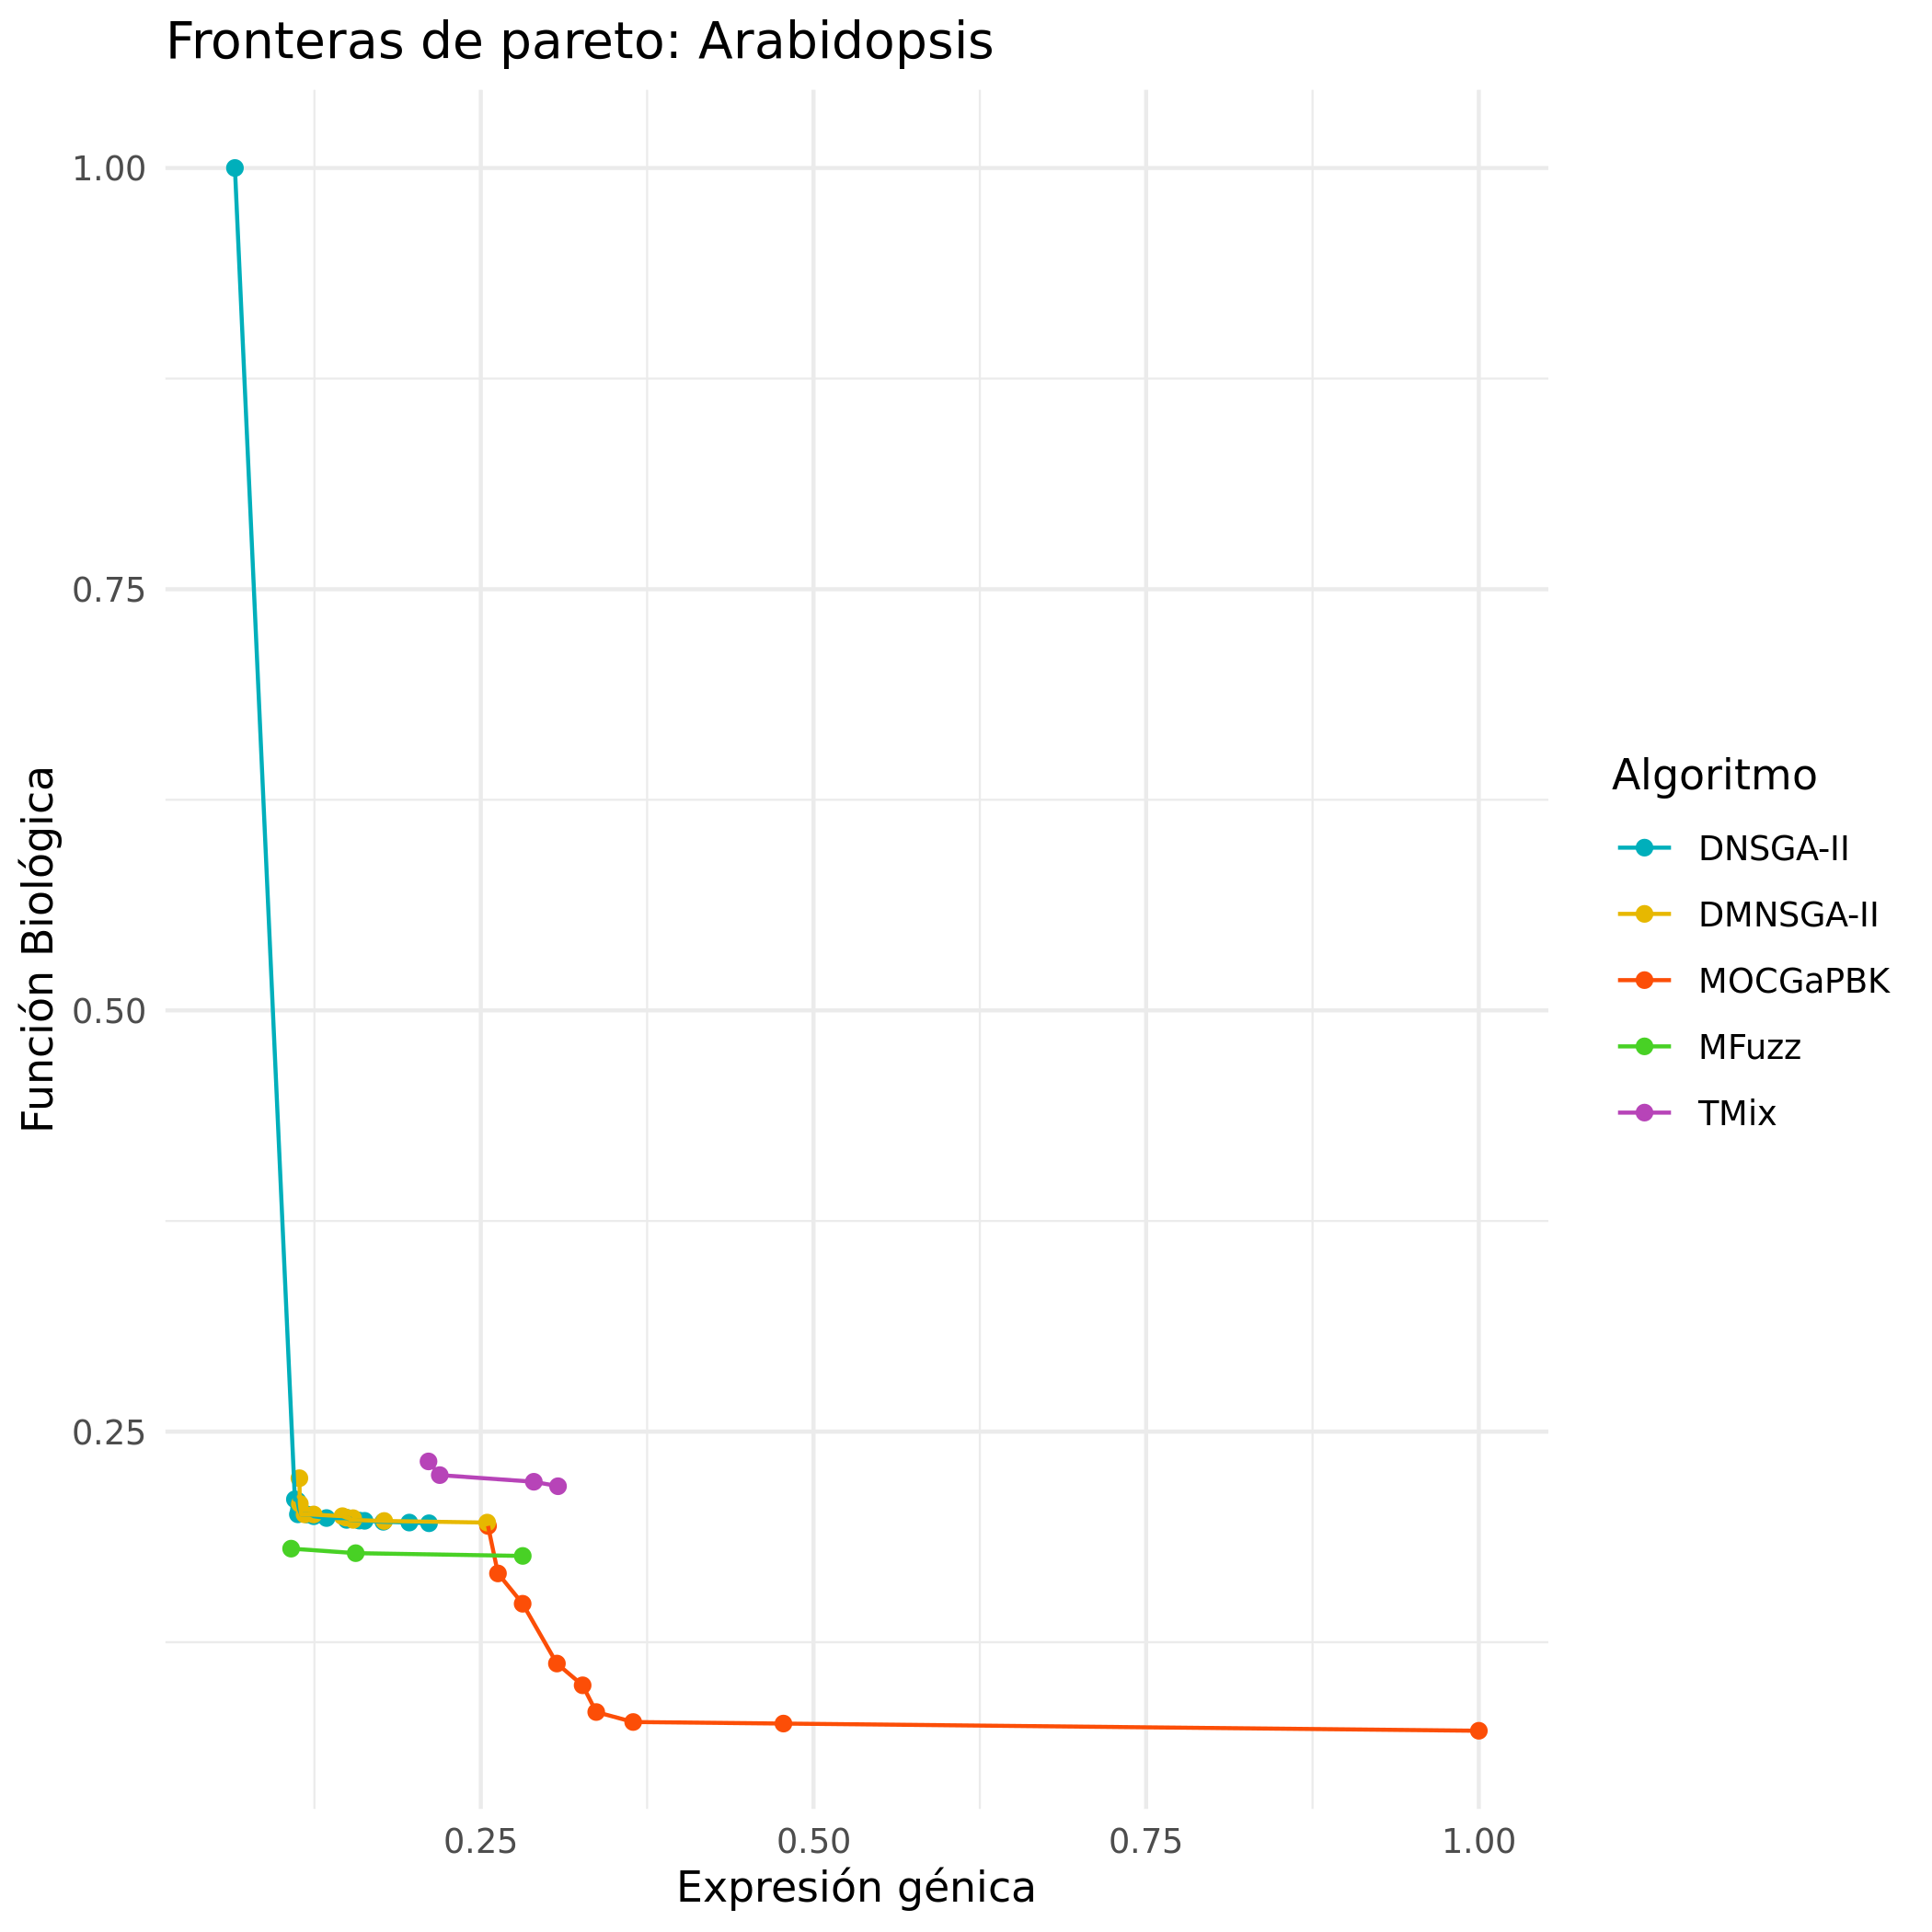 Fronteras de pareto: Arabidopsis
1.00
0.75
0.50
0.25
Función Biológica
0.25
0.50
0.75
1.00
Expresión génica
Algoritmo
DNSGA-II
DMNSGA-II
MOCGaPBK
MFuzz
TMix